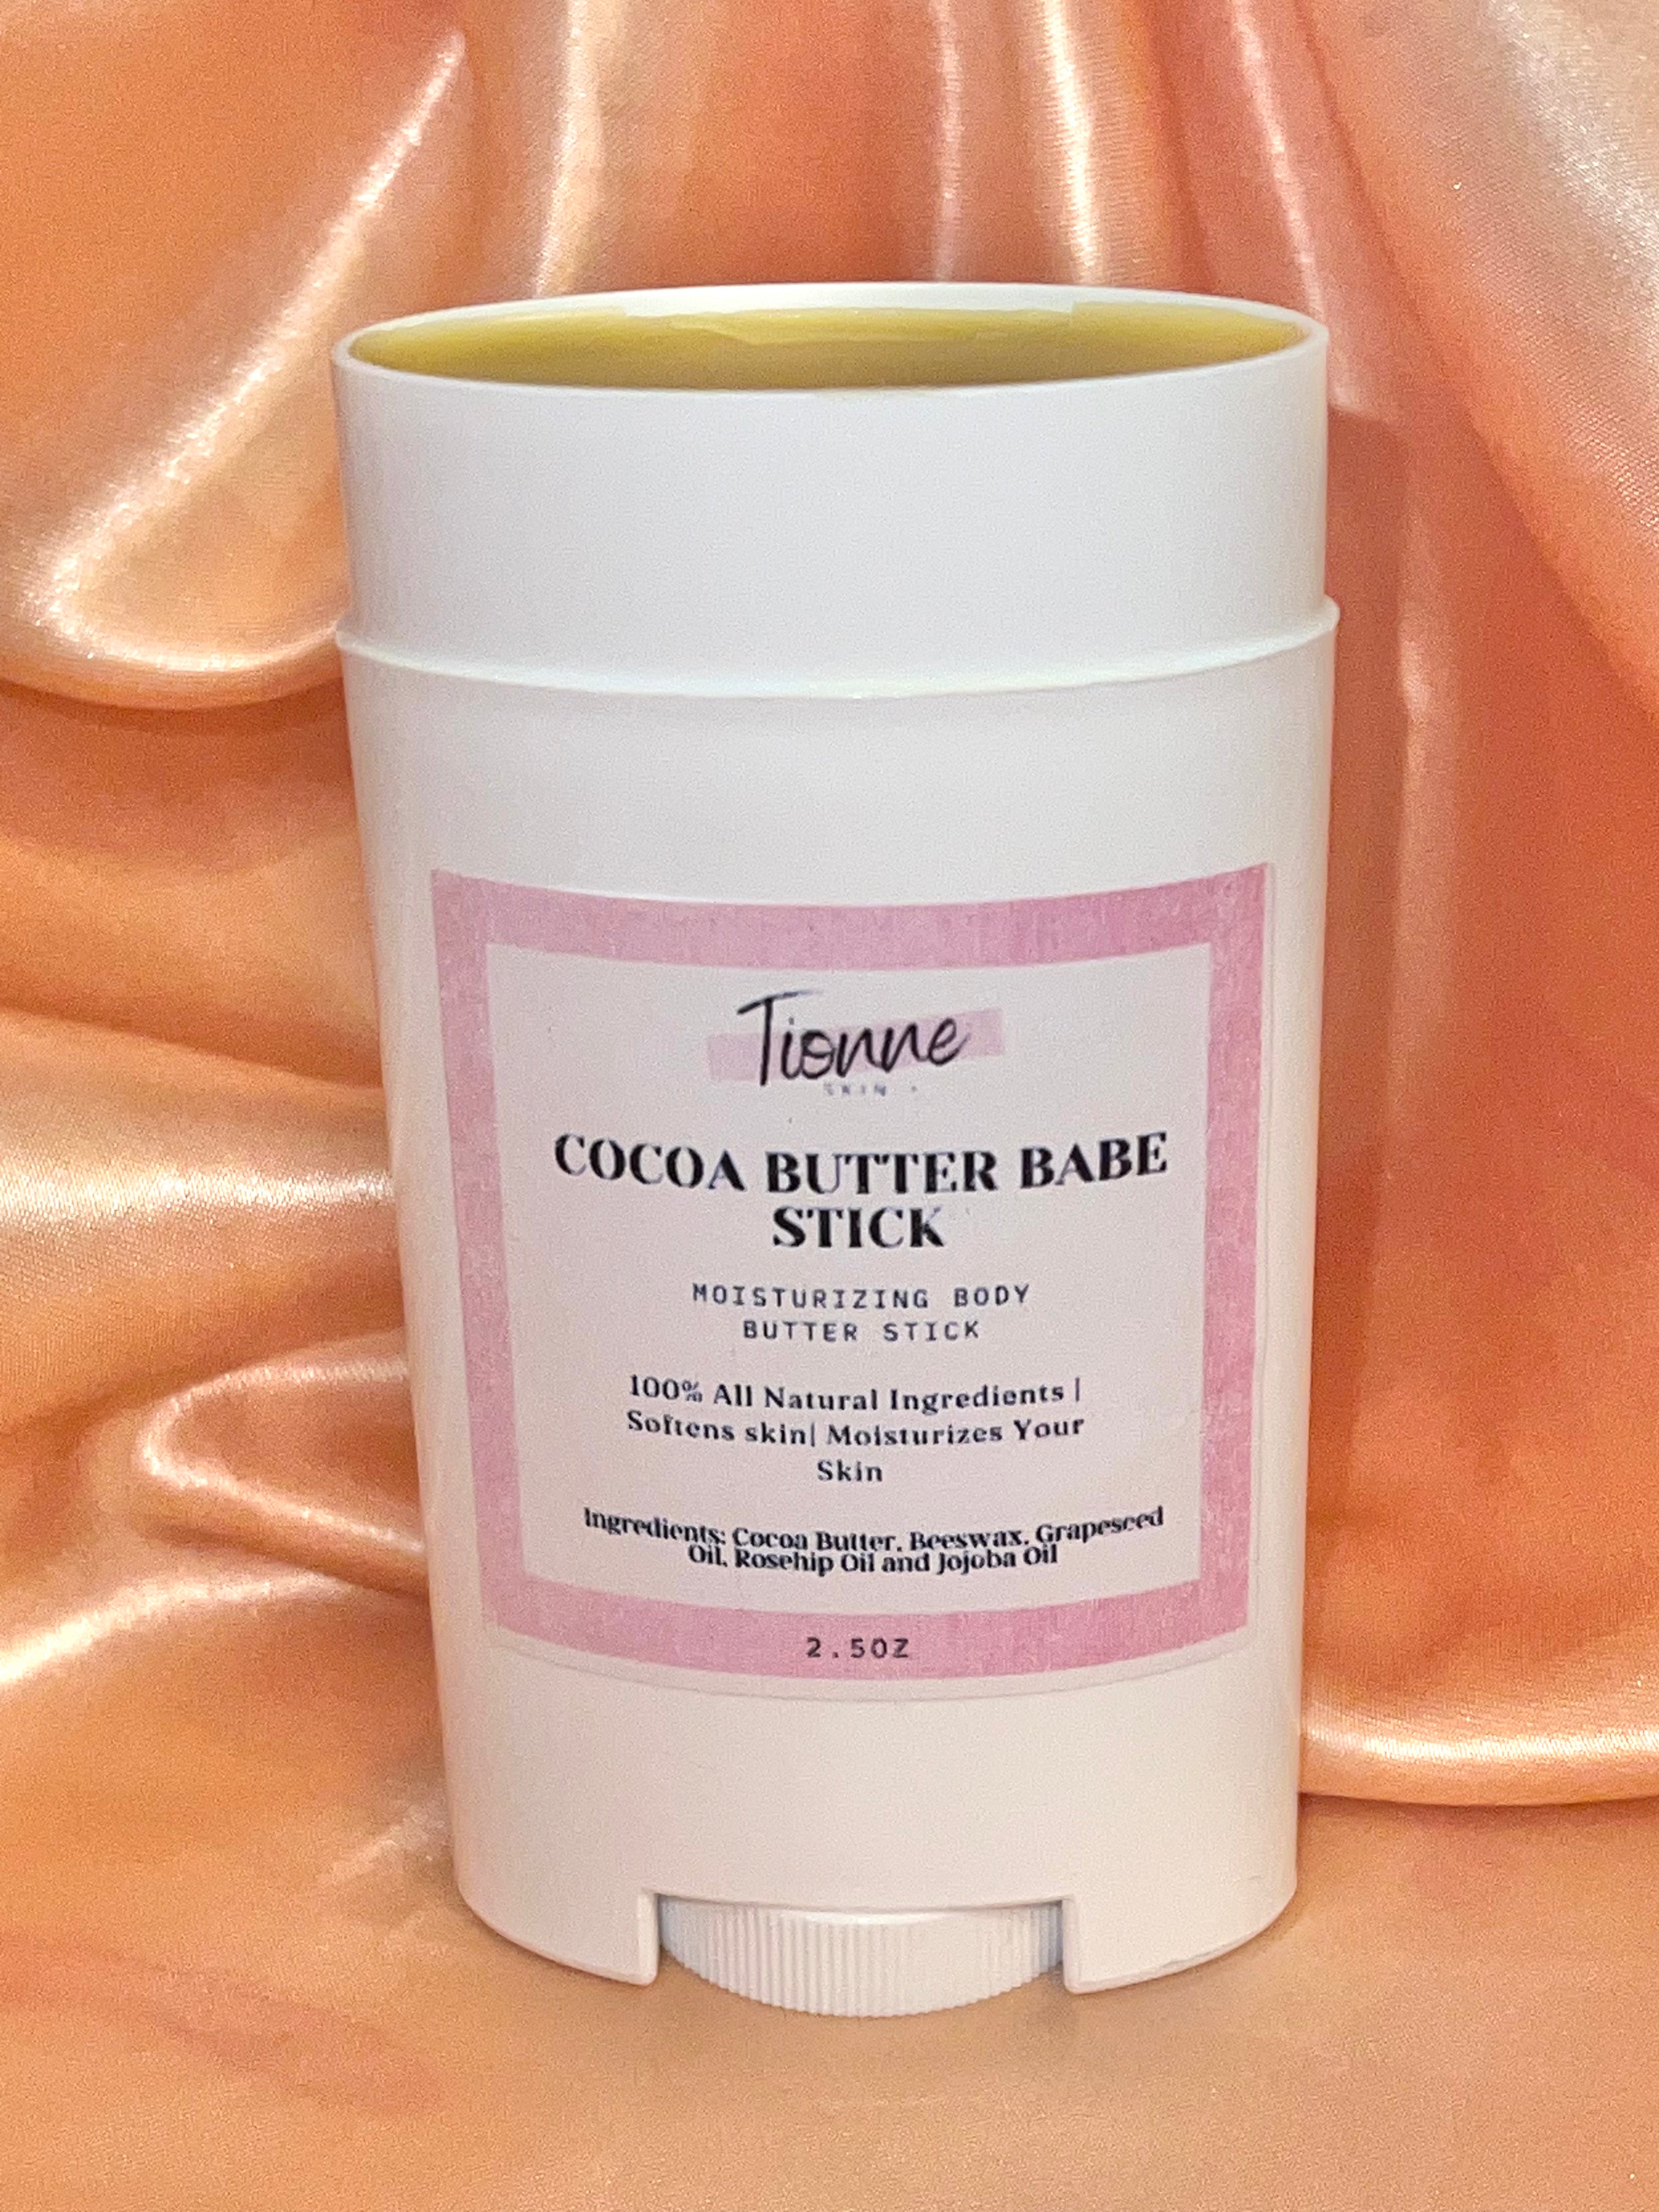 Tionne
SKIN
COCOA BUTTER BABE
STICK
MOISTURIZING BODY
BUTTER STICK
100% All Natural Ingredients |
Softens skin| Moisturizes Your
Skin
Ingredients: Cocoa Butter, Beeswax, Grapeseed
Oil, Rosehip Oil and Jojoba Oil
2.5OZ